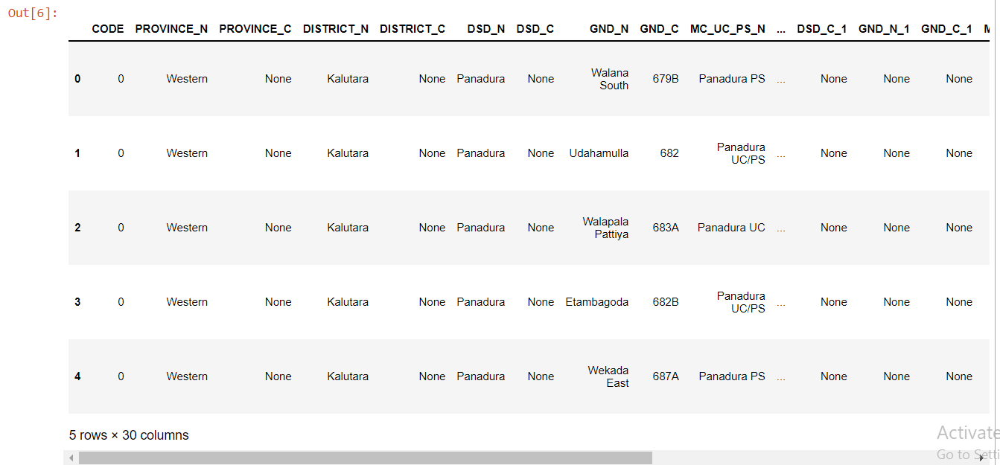 Out[6]:
CODE PROVINCE_N PROVINCE_C DISTRICT_N DISTRICT_C DSD_N DSD_C GND_N GND_C MC_UC_PS_N ... DSD_C_1 GND_N_1 GND_C_1
0 0 Western None Kalutara None Panadura None Walana South 679B Panadura PS ... None None None
1 0 Western None Kalutara None Panadura None Udahamulla 682 Panadura UC/PS ... None None None
2 0 Western None Kalutara None Panadura None Walapala Pattiya 683A Panadura UC ... None None None
3 0 Western None Kalutara None Panadura None Etambagoda 682B Panadura UC/PS ... None None None
4 0 Western None Kalutara None Panadura None Wekada East 687A Panadura PS ... None None None
5 rows × 30 columns
Activate
Go to Setti